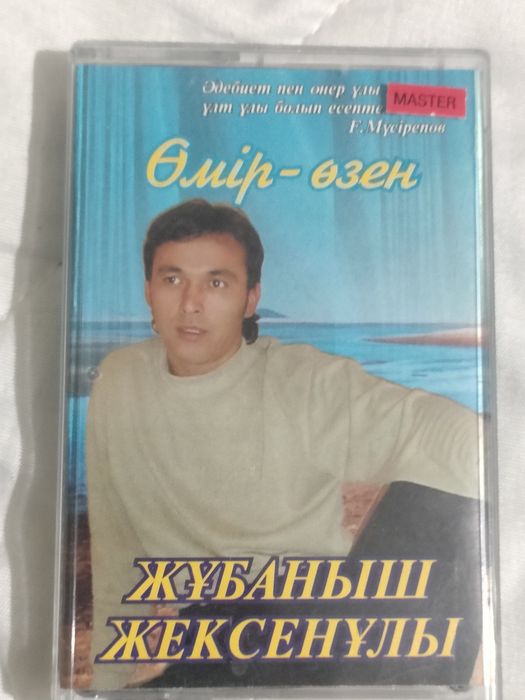 Әдебиет пен өнер ұлы
ұлт ұлы болып есепте
MASTER
Ғ.Мүсірепов
Өмір - өзен
ЖҰБАНЫШ
ЖЕКСЕНҰЛЫ